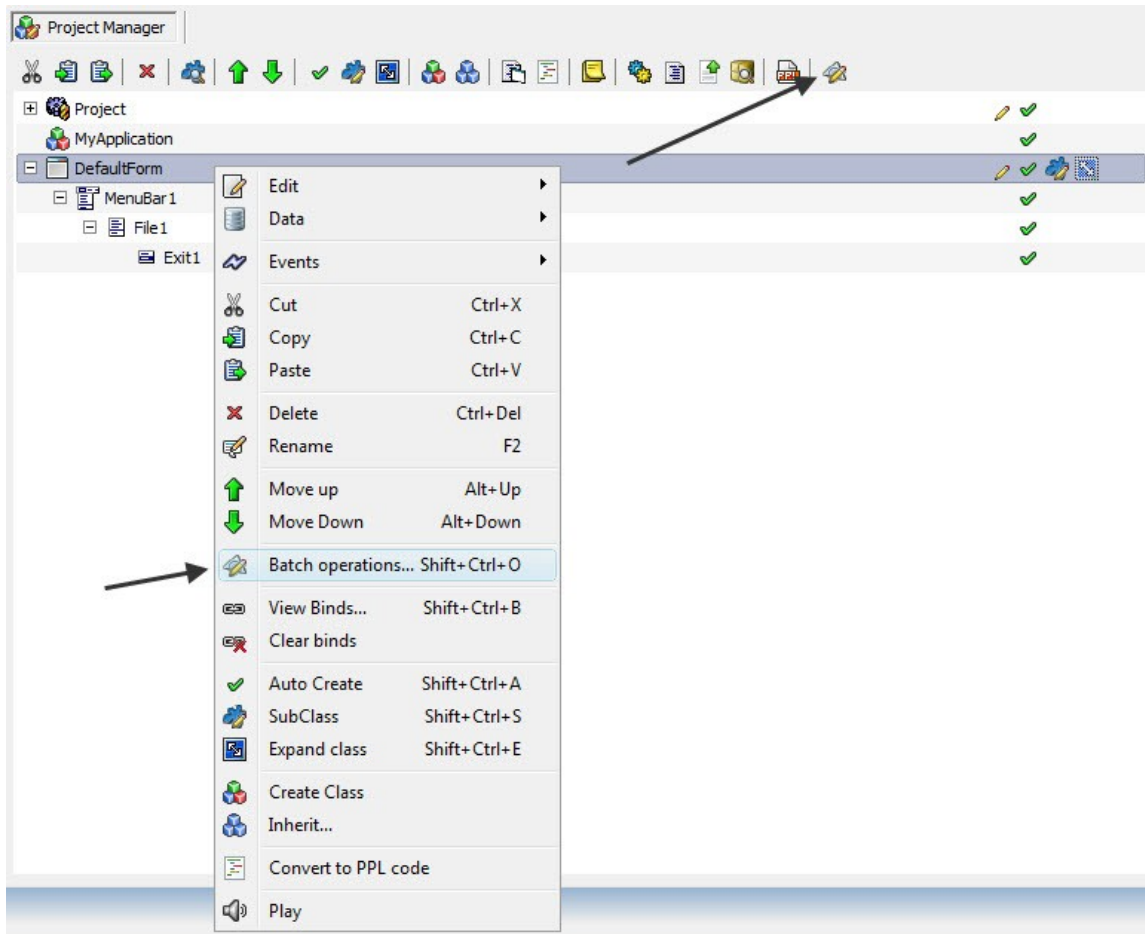 Project Manager
Project
MyApplication
DefaultForm
MenuBar1
File1
Exit1
Edit
Data
Events
Cut Ctrl+X
Copy Ctrl+C
Paste Ctrl+V
Delete Ctrl+Del
Rename F2
Move up Alt+Up
Move Down Alt+Down
Batch operations... Shift+Ctrl+O
View Binds... Shift+Ctrl+B
Clear binds
Auto Create Shift+Ctrl+A
SubClass Shift+Ctrl+S
Expand class Shift+Ctrl+E
Create Class
Inherit...
Convert to PPL code
Play